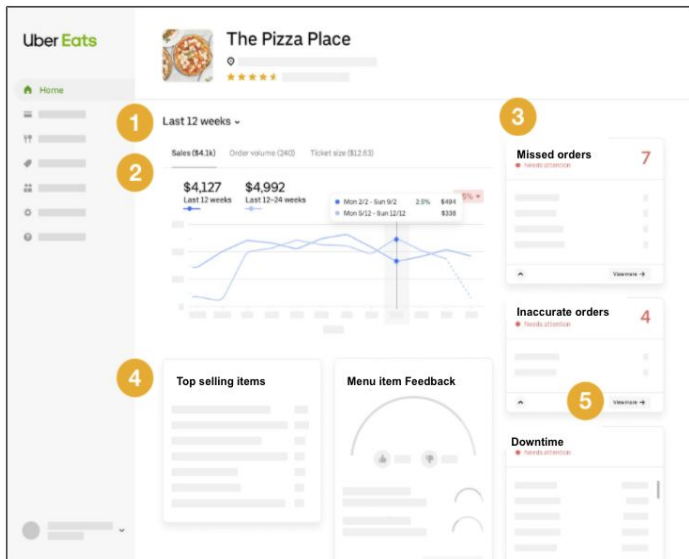 Uber Eats
The Pizza Place
Home
1
Last 12 weeks
3
Sales ($4.1k) Order volume (240) Ticket size ($12.63)
Missed orders 7
Needs attention
2
$4,127 $4,992
Last 12 weeks Last 12–24 weeks
Mon 2/2 - Sun 9/2 2.5% $494
Mon 5/12 - Sun 12/12 $338
View more →
Inaccurate orders 4
Needs attention
4
Top selling items
Menu item Feedback
5
View more →
Downtime
Needs attention